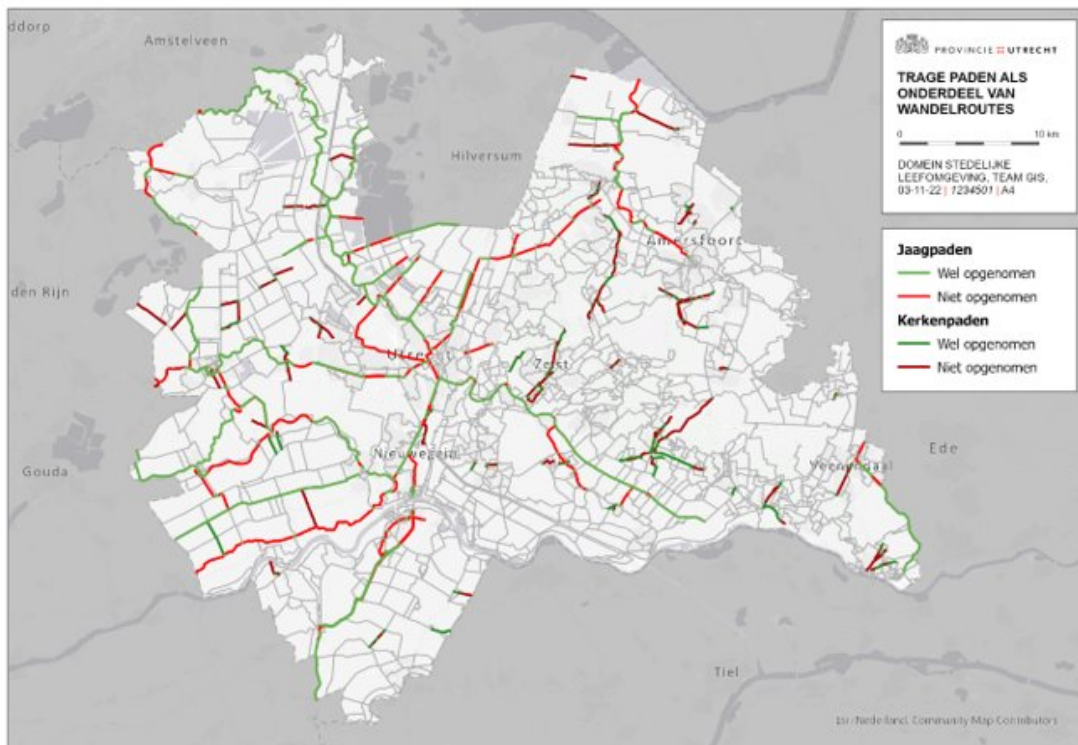 ddorp
Amstelveen
PROVINCIE UTRECHT
TRAGE PADEN ALS
ONDERDEEL VAN
WANDELROUTES
0 10 km
DOMEIN STEDELIJKE
LEEFOMGEVING, TEAM GIS,
03-11-22 | 1234501 | A4
Hilversum
Amersfoort
den Rijn
Jaagpaden
Wel opgenomen
Niet opgenomen
Kerkenpaden
Wel opgenomen
Niet opgenomen
Utrecht
Zeist
Gouda
Nieuwegein
Veenendaal
Ede
Tiel
Esri Nederland, Community Map Contributors